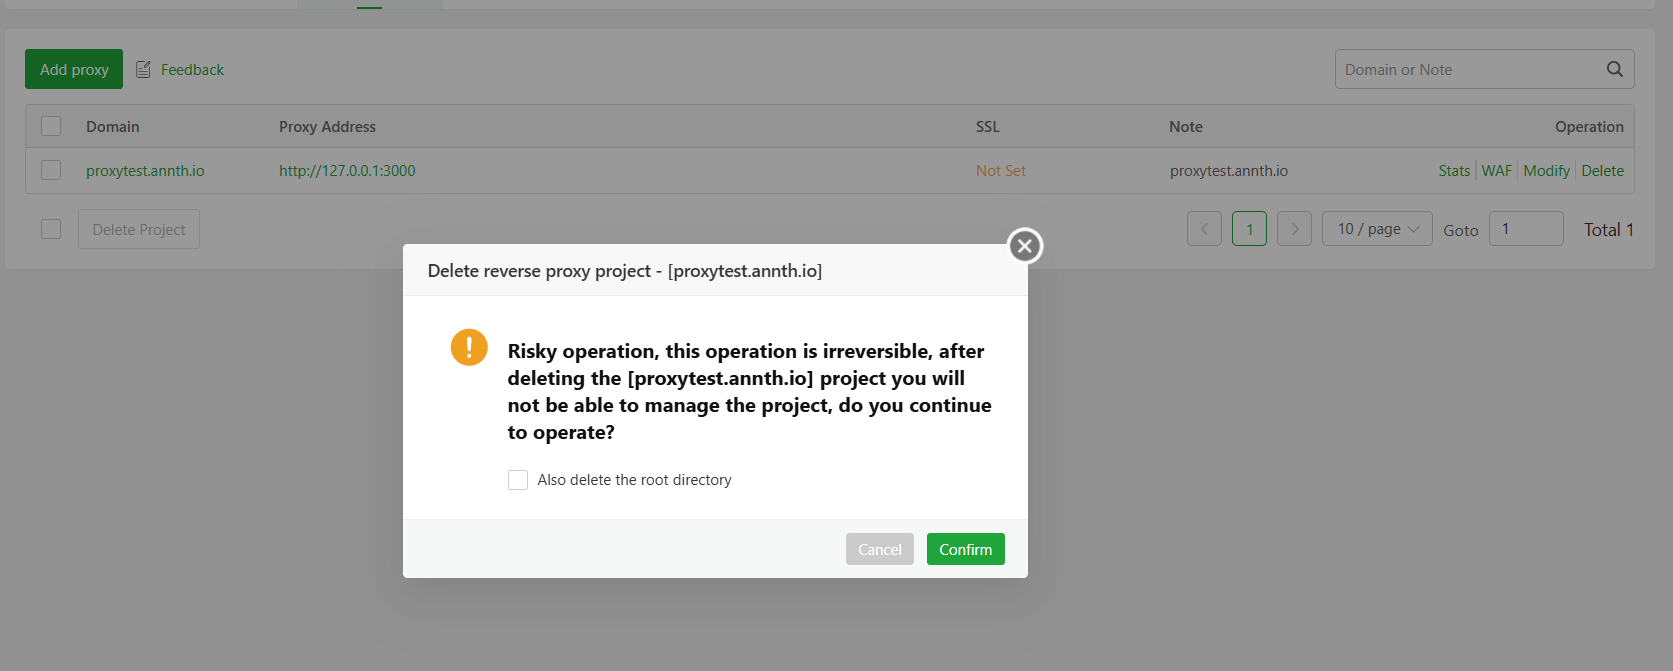 Add proxy
Feedback
Domain or Note
Domain Proxy Address SSL Note Operation
proxytest.annth.io http://127.0.0.1:3000 Not Set proxytest.annth.io Stats WAF Modify Delete
Delete Project
1
10 / page
Goto
1
Total 1
Delete reverse proxy project - [proxytest.annth.io]
Risky operation, this operation is irreversible, after
deleting the [proxytest.annth.io] project you will
not be able to manage the project, do you continue
to operate?
Also delete the root directory
Cancel
Confirm